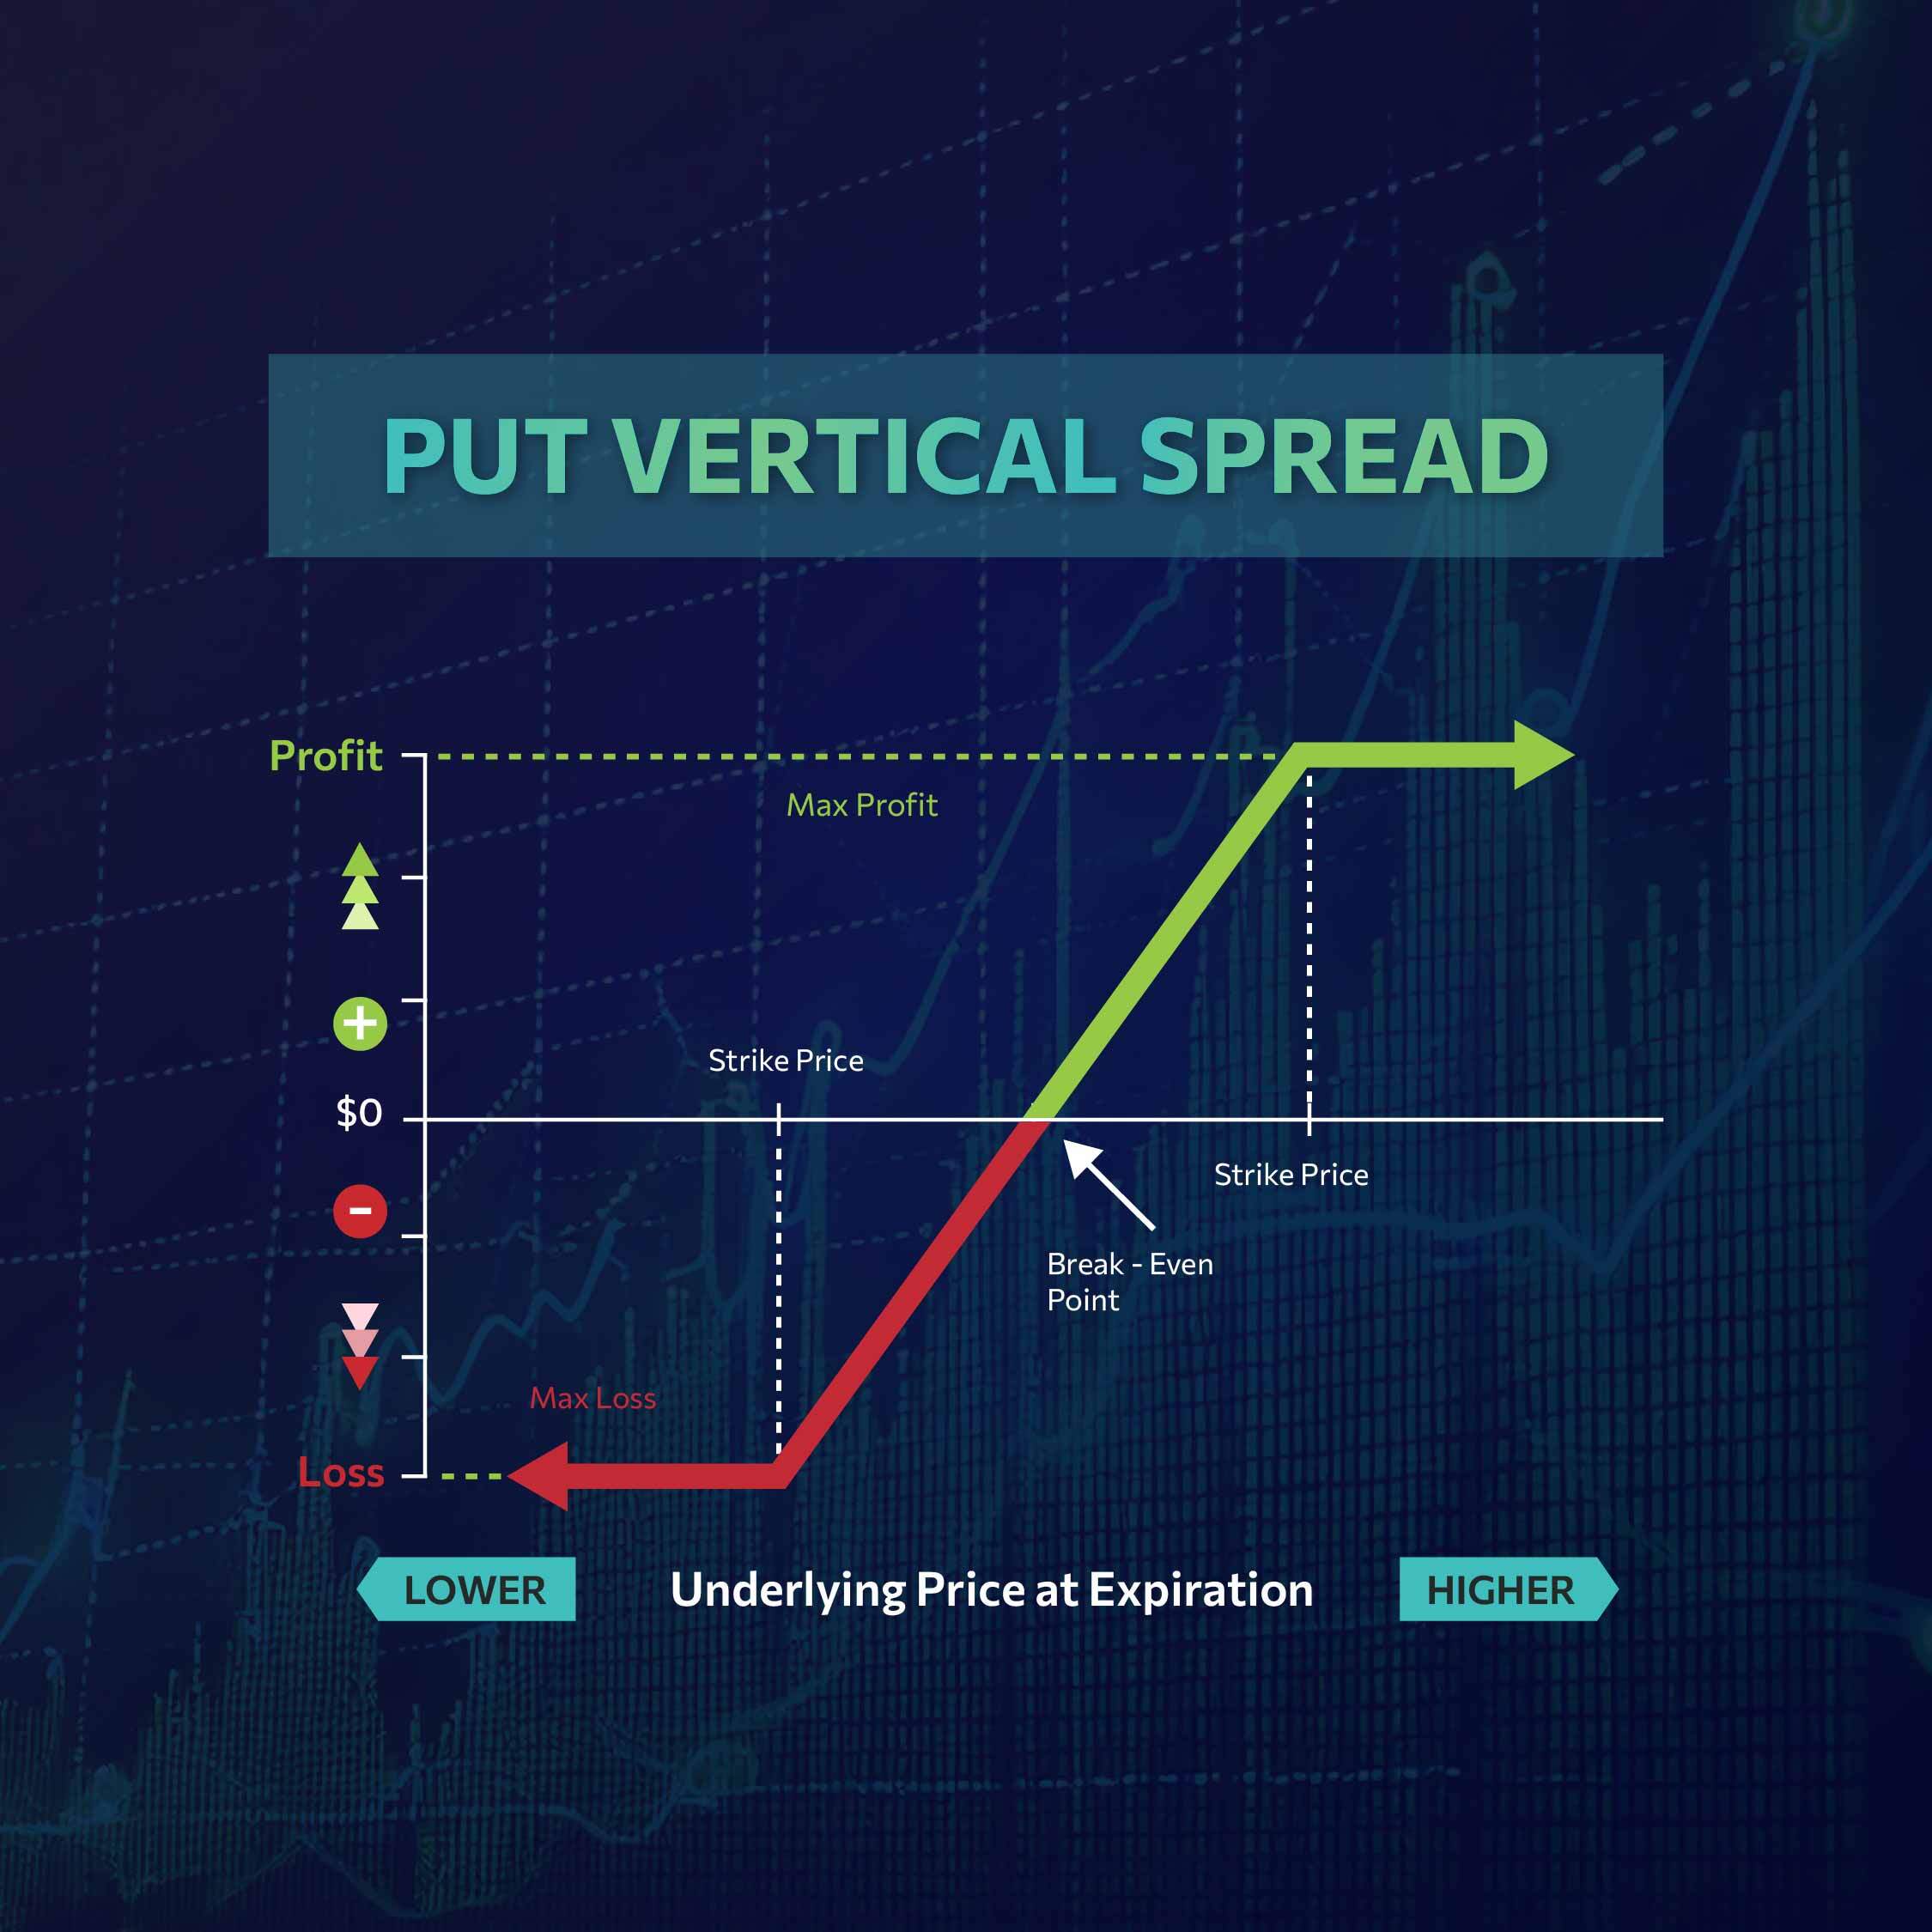 PUT VERTICAL SPREAD
Profit
Max Profit
Strike Price
$0
Strike Price
Break - Even
Point
Max Loss
Loss
LOWER
Underlying Price at Expiration
HIGHER